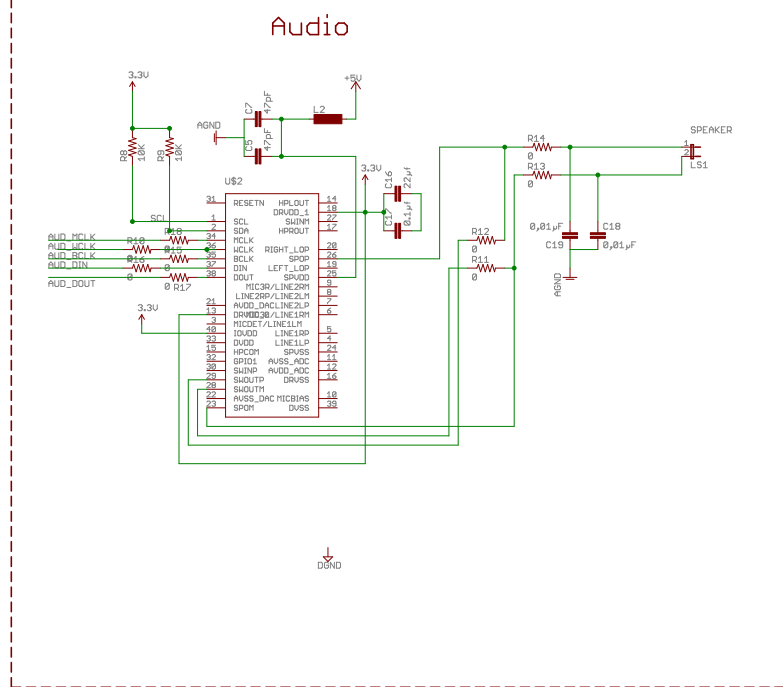 Audio
3.3V
+5V
C7
47pF
L2
AGND
R8
10K
R9
10K
C5
47pF
SPEAKER
R14
0
1
2
LS1
R13
0
3.3V
C16
22µf
C17
0.1µf
U$2
31 RESETN HPLOUT 14
DRVDD_1 18
SCL
1 SCL SWINM 27
2 SDA HPROUT 17
AUD_MCLK
R18
34 MCLK
AUD_WCLK
R10
0
36 WCLK RIGHT_LOP 20
AUD_BCLK
R15
35 BCLK SPOP 26
AUD_DIN
R16
0
37 DIN LEFT_LOP 19
AUD_DOUT
0
0 R17
38 DOUT SPVDD 25
MIC3R/LINE2RM 9
LINE2RP/LINE2LM 8
21 AVDD_DAC LINE2LP 7
13 LINE1RM 6
3 MICDET/LINE1LM
40 IOVDD LINE1RP 5
33 DVDD LINE1LP 4
15 HPCOM SPVSS 24
32 GPIO1 AVSS_ADC 11
30 SWINP AVDD_ADC 12
29 SWOUTP DRVSS 16
28 SWOUTM
22 AVSS_DAC MICBIAS 10
23 SPOM DVSS 39
3.3V
R12
0
R11
0
0,01µF
C19
C18
0,01µF
AGND
DGND